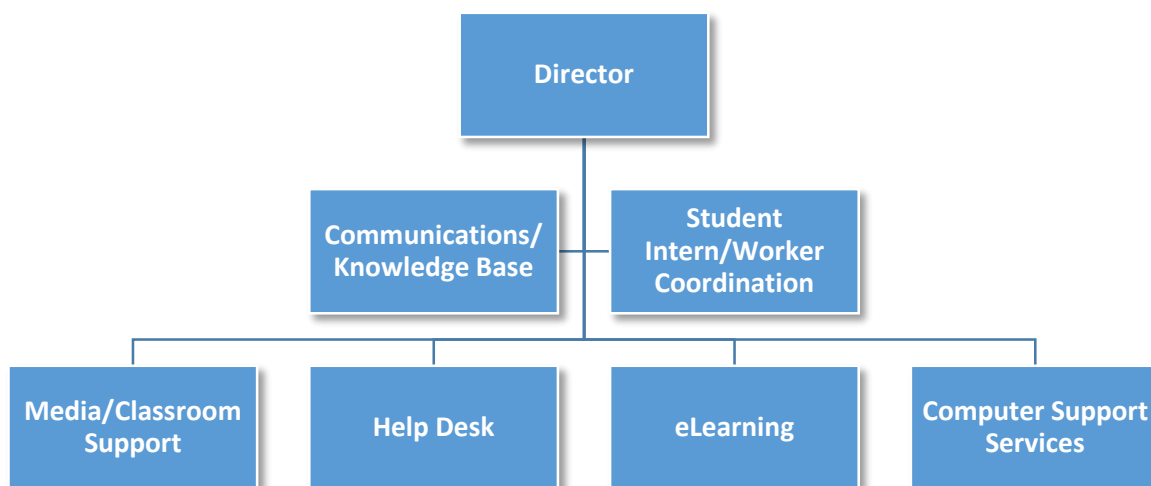 Director
Communications/
Knowledge Base
Student
Intern/Worker
Coordination
Media/Classroom
Support
Help Desk
eLearning
Computer Support
Services